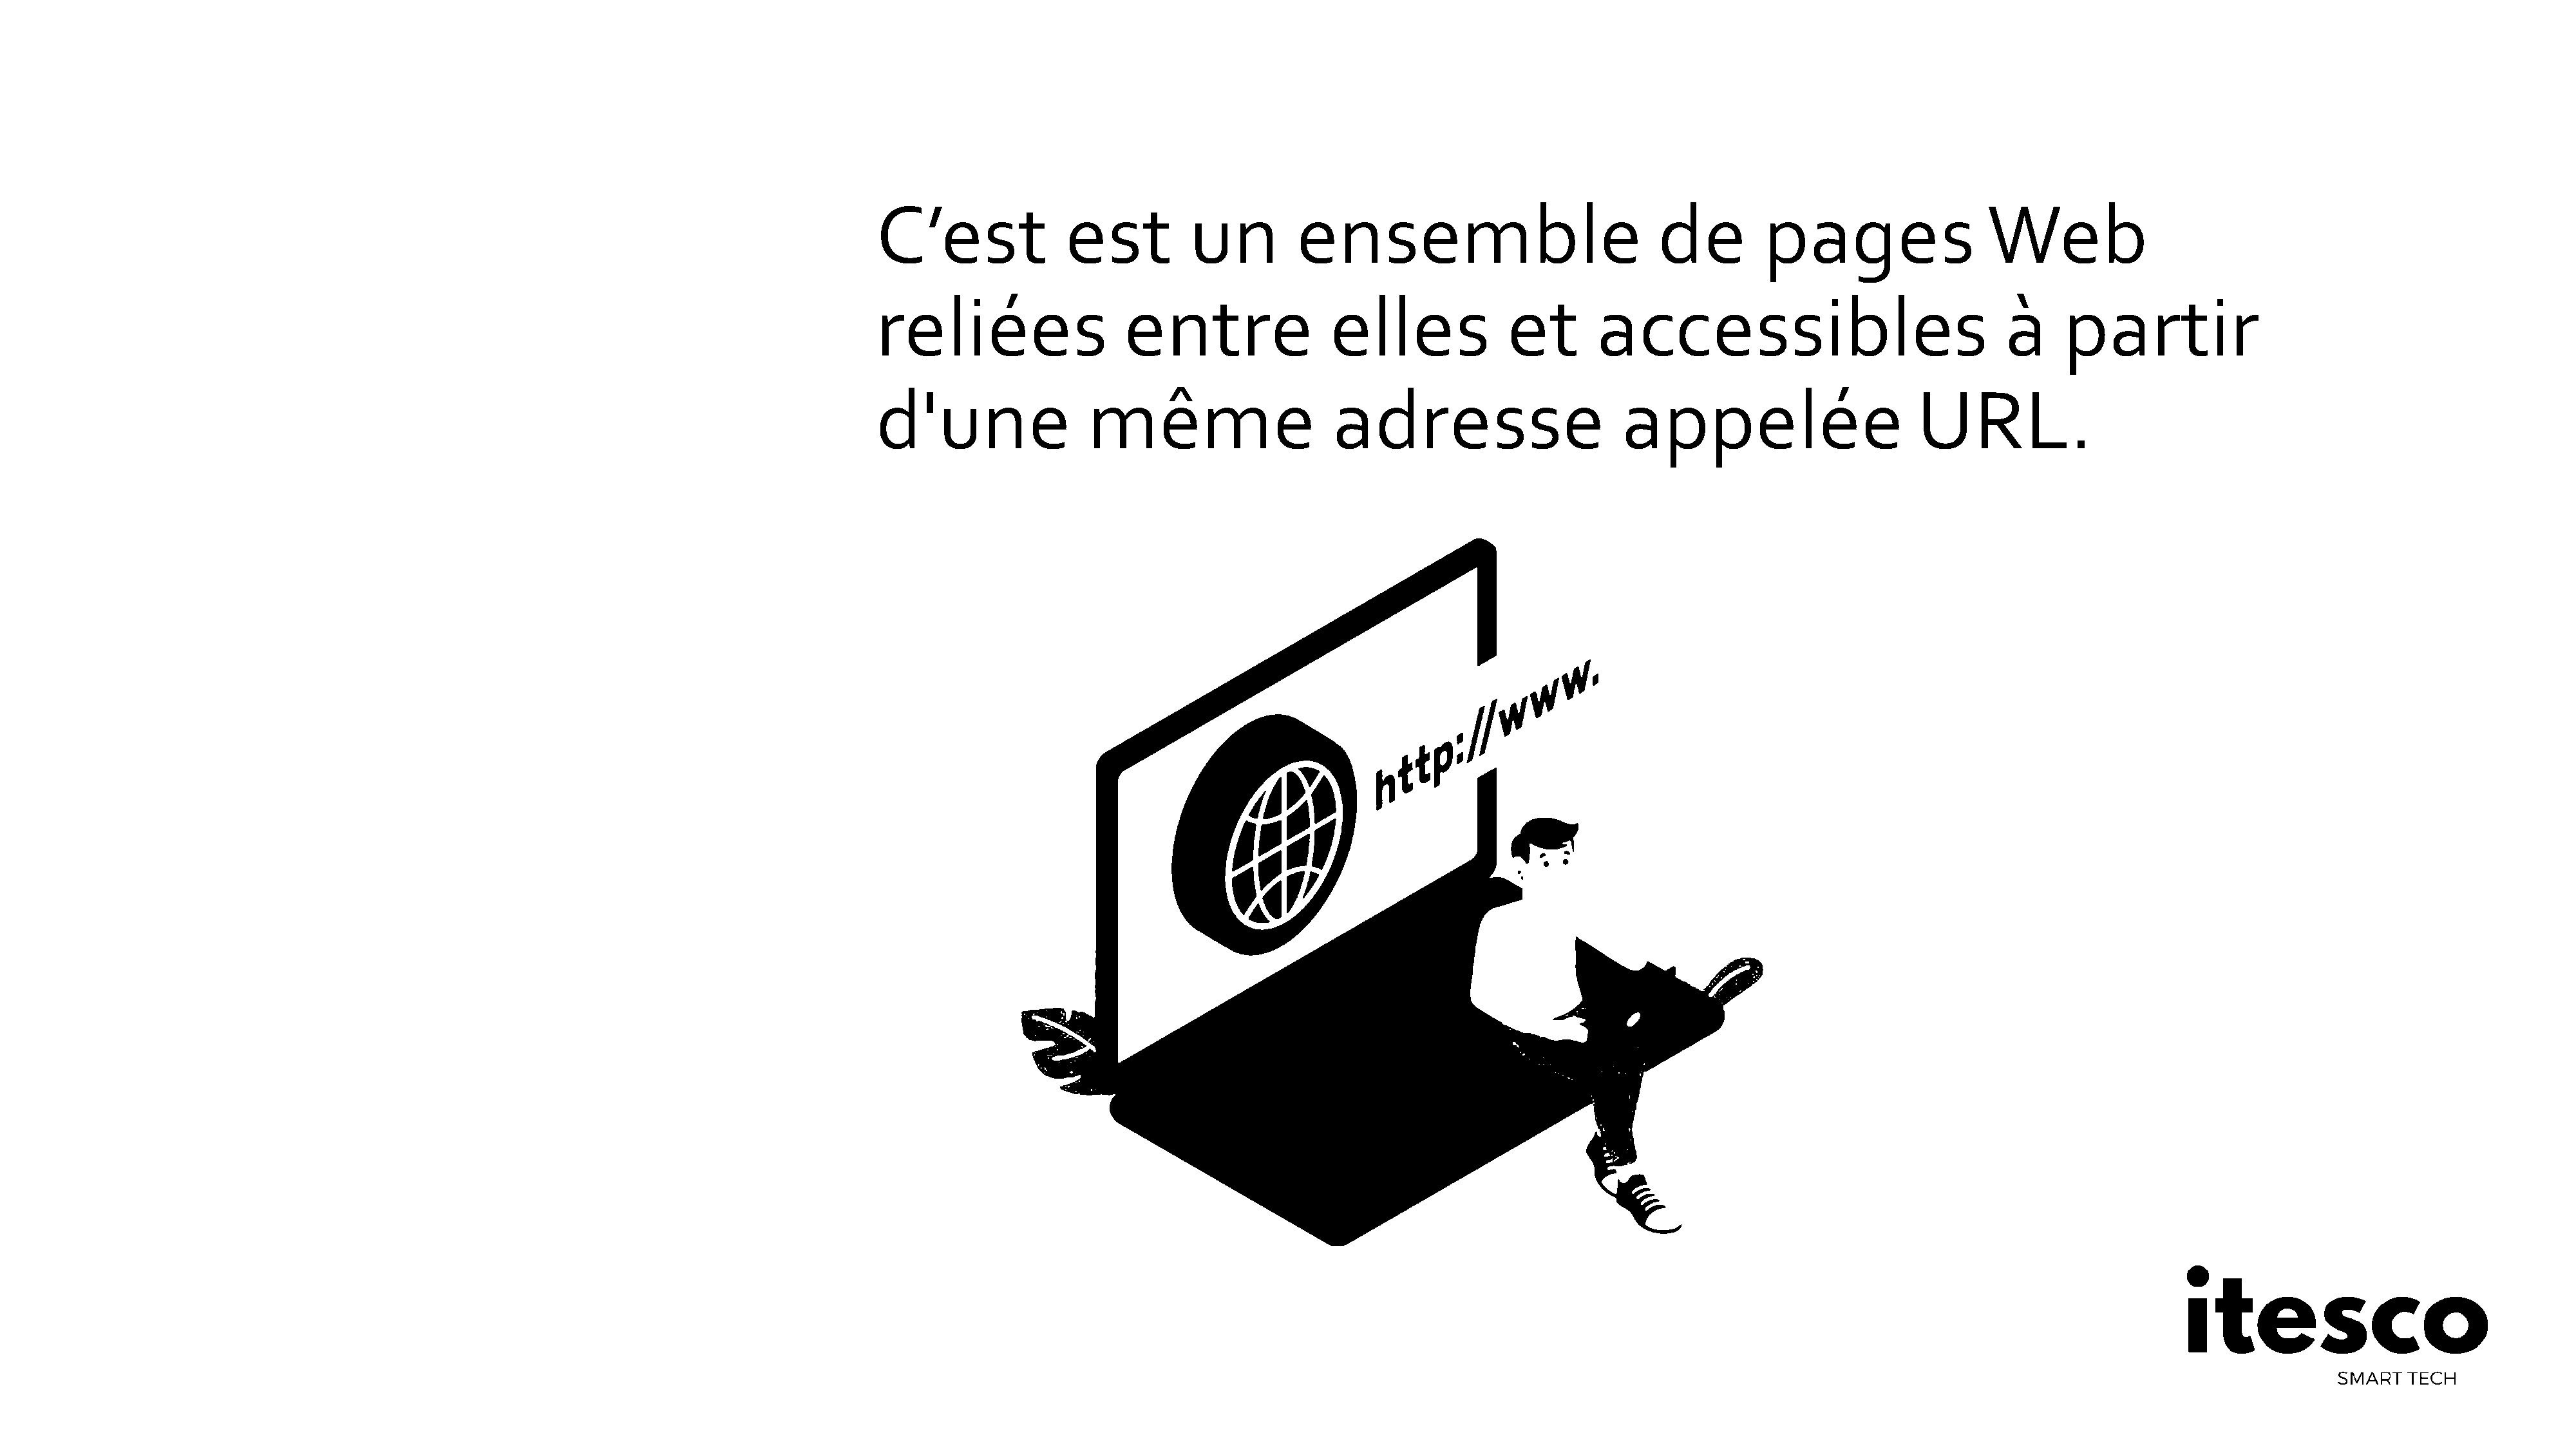 C’est est un ensemble de pages Web
reliées entre elles et accessibles à partir
d'une même adresse appelée URL.
http://www.
itesco
SMART TECH